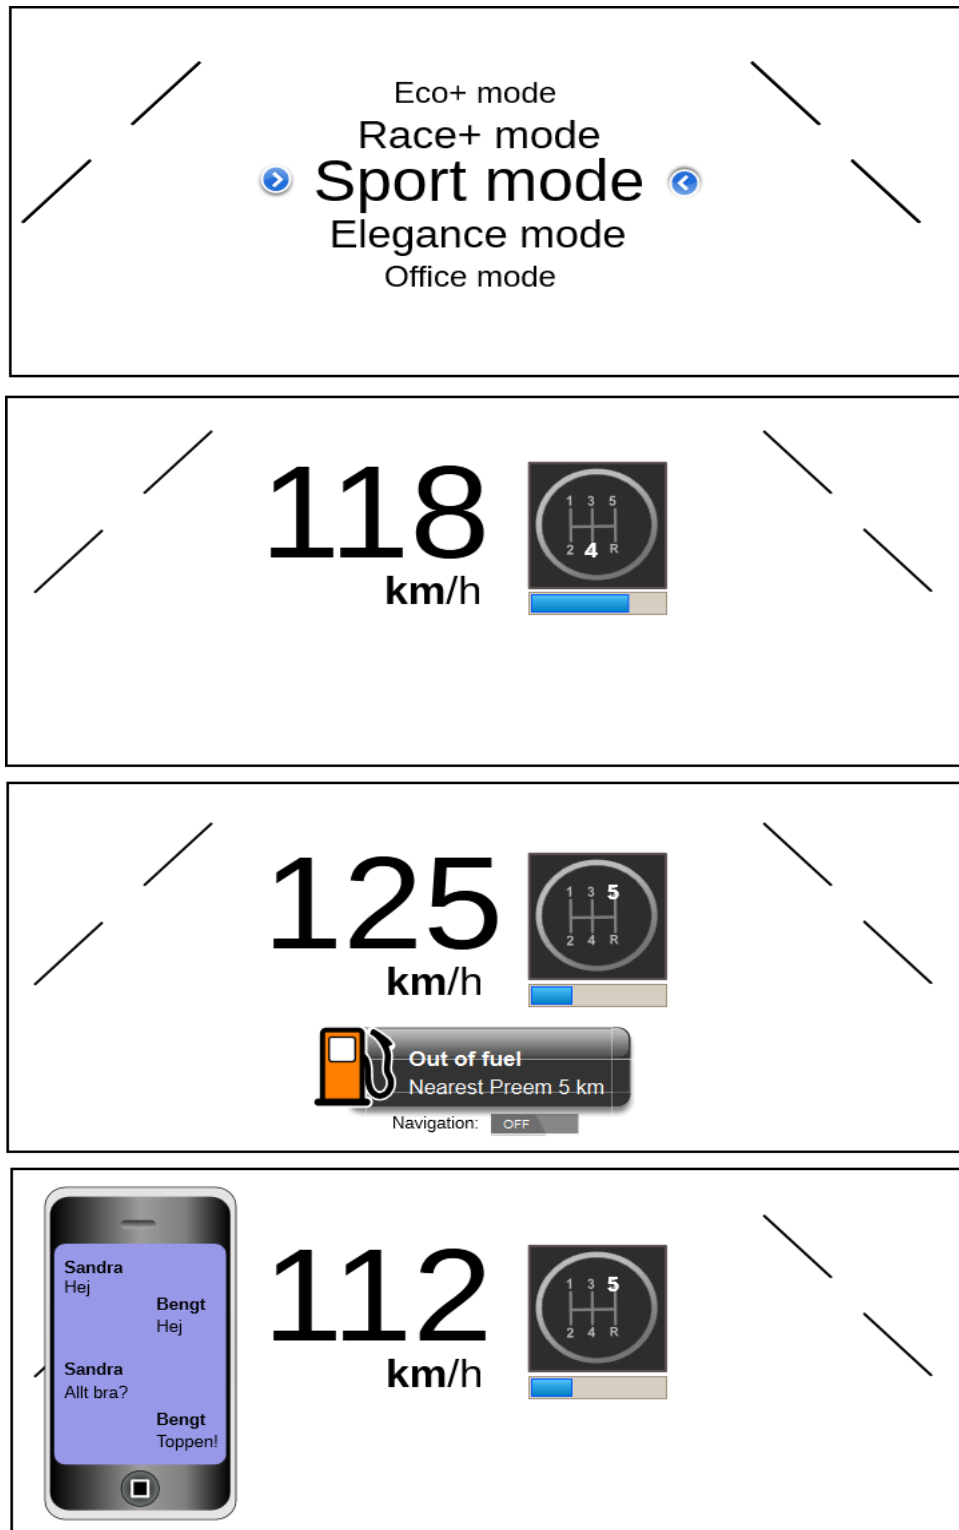 Eco+ mode
Race+ mode
Sport mode
Elegance mode
Office mode
118
km/h
1 3 5
2 4 R
125
km/h
1 3 5
2 4 R
Out of fuel
Nearest Preem 5 km
Navigation: OFF
Sandra
Hej
Bengt
Hej
Sandra
Allt bra?
Bengt
Toppen!
112
km/h
1 3 5
2 4 R